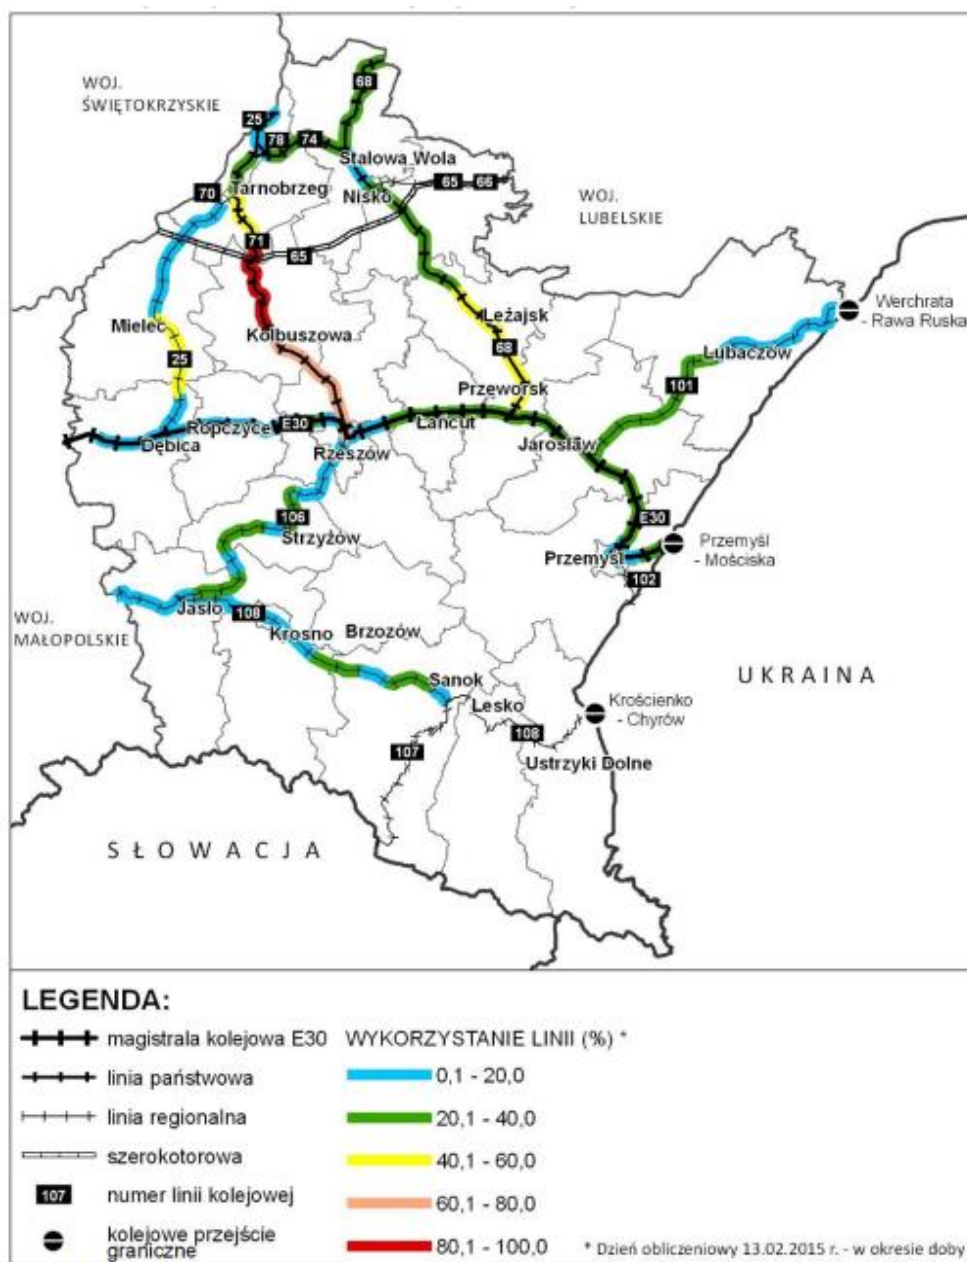 WOJ.
ŚWIĘTOKRZYSKIE
68
25
78
74
Stalowa Wola
70
Tarnobrzeg
Nisko
65
66
WOJ.
LUBELSKIE
71
65
Mielec
Kolbuszowa
Leżajsk
Werchrata
- Rawa Ruska
25
68
Lubaczów
Przeworsk
101
Ropczyce
E30
Łańcut
Dębica
Rzeszów
Jarosław
106
Strzyżów
E30
Przemyśl
Przemyśl
- Mościska
102
WOJ.
MAŁOPOLSKIE
Jasło
108
Krosno
Brzozów
Sanok
UKRAINA
Lesko
Krościenko
- Chyrów
107
108
Ustrzyki Dolne
SŁOWACJA
LEGENDA:
magistrala kolejowa E30
linia państwowa
linia regionalna
szerokotorowa
107 numer linii kolejowej
kolejowe przejście
graniczne
WYKORZYSTANIE LINII (%) *
0,1 - 20,0
20,1 - 40,0
40,1 - 60,0
60,1 - 80,0
80,1 - 100,0
* Dzień obliczeniowy 13.02.2015 r. - w okresie doby